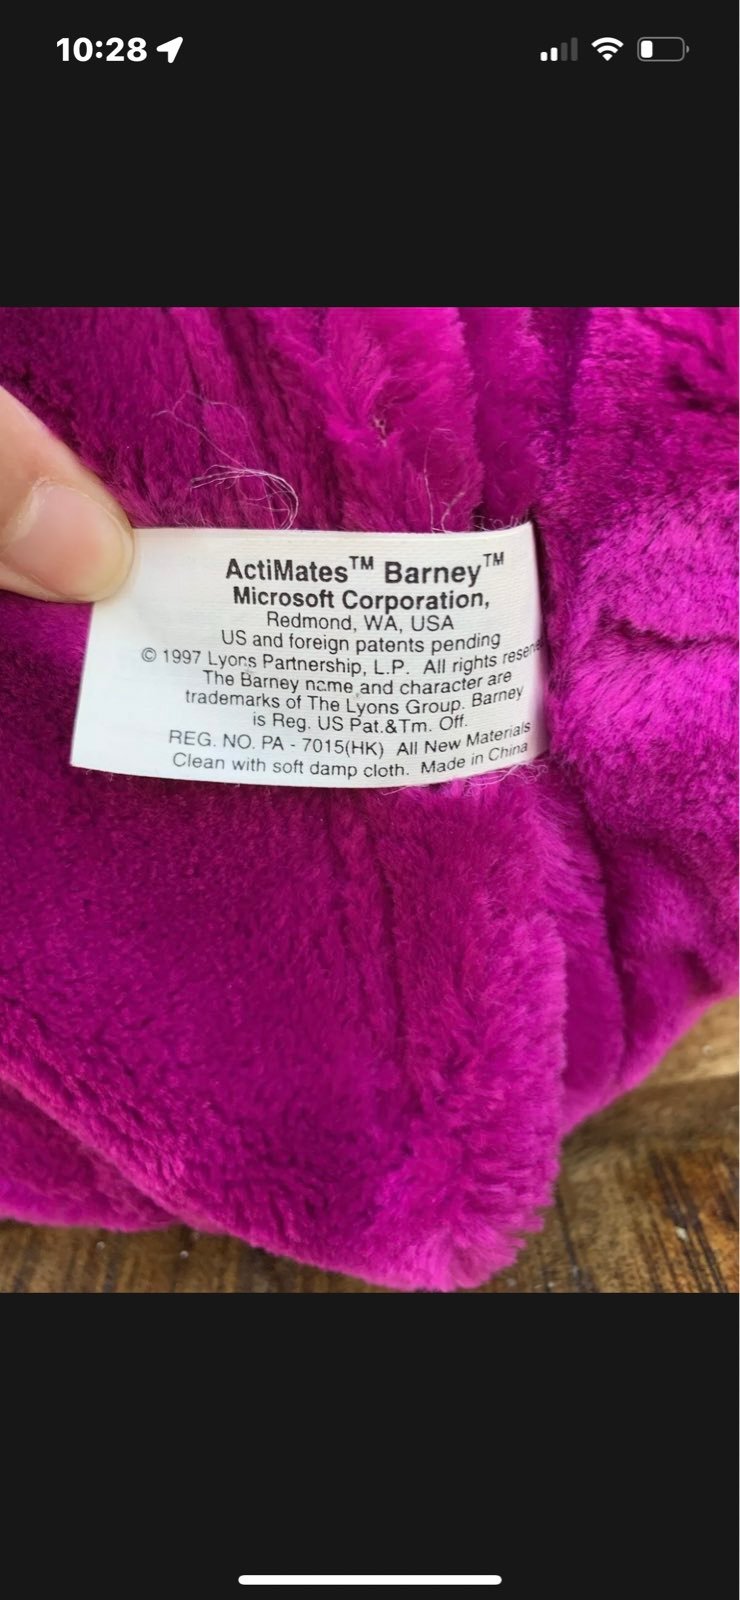 10:28
ActiMates™ Barney™
Microsoft Corporation,
Redmond, WA, USA
US and foreign patents pending
© 1997 Lyons Partnership, L.P. All rights
The Barney name and character are
trademarks of The Lyons Group. Barney
is Reg. US Pat.&Tm. Off.
REG. NO. PA - 7015(HK) All New Materials
Clean with soft damp cloth. Made in China